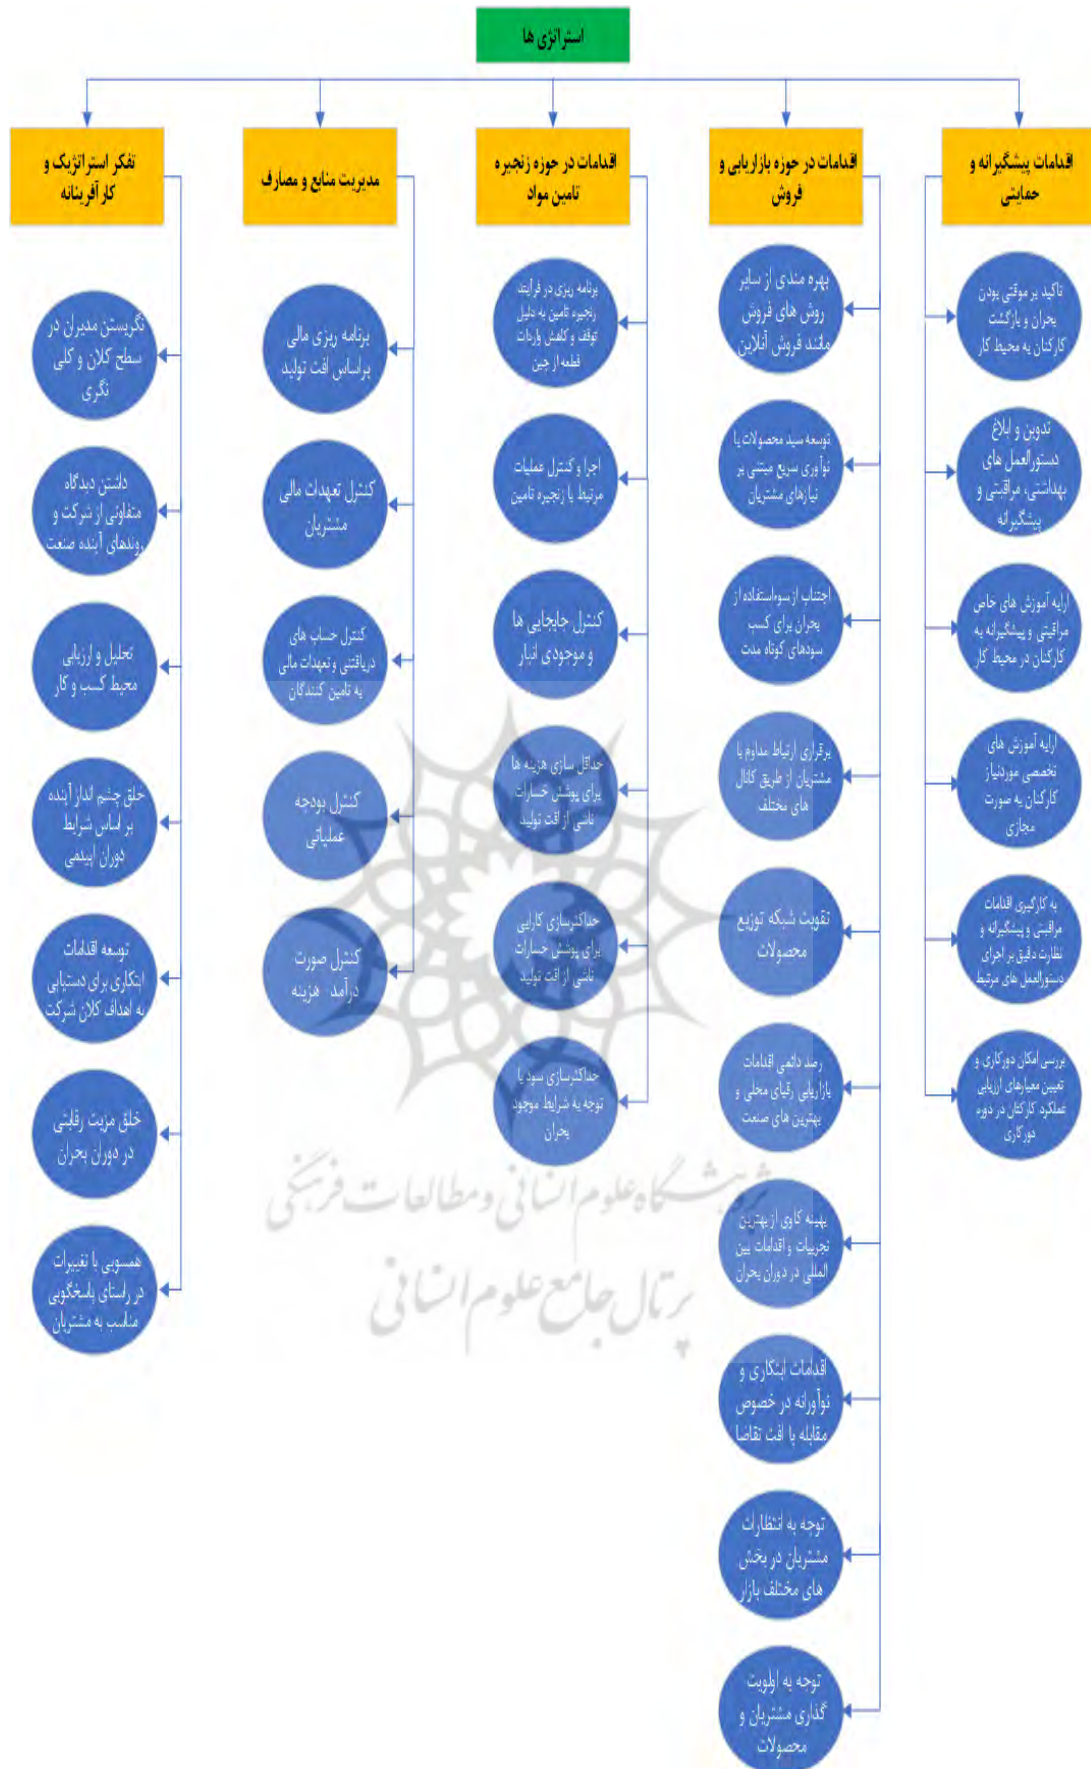 استراتژی ها
اقدامات پیشگیرانه و
حمایتی
تاکید بر موقتی بودن
بحران و بازگشت
کارکنان به محیط کار
تدوین و ابلاغ
دستورالعمل های
بهداشتی، مراقبتی و
پیشگیرانه
ارایه آموزش های خاص
مراقبتی و پیشگیرانه به
کارکنان در محیط کار
ارایه آموزش های
تخصصی موردنیاز
کارکنان به صورت
مجازی
به کارگیری اقدامات
مراقبتی و پیشگیرانه و
نظارت دقیق بر اجرای
دستورالعمل های مرتبط
بررسی امکان دورکاری و
تعیین معیارهای ارزیابی
عملکرد کارکنان در دوره
دورکاری
اقدامات در حوزه بازاریابی و
فروش
بهره مندی از سایر
روش های فروش
مانند فروش آنلاین
توسعه سبد محصولات با
نوآوری سریع مبتنی بر
نیازهای مشتریان
اجتناب از سوءاستفاده از
بحران برای کسب
سودهای کوتاه مدت
برقراری ارتباط مداوم با
مشتریان از طریق کانال
های مختلف
تقویت شبکه توزیع
محصولات
رصد دائمی اقدامات
بازاریابی رقبای محلی و
بهترین های صنعت
بهینه کاوی از بهترین
تجربیات و اقدامات بین
المللی در دوران بحران
اقدامات ابتکاری و
نوآورانه در خصوص
مقابله با افت تقاضا
توجه به انتظارات
مشتریان در بخش
های مختلف بازار
توجه به اولویت
گذاری مشتریان و
محصولات
اقدامات در حوزه زنجیره
تامین مواد
برنامه ریزی در فرایند
زنجیره تامین به دلیل
توقف و کاهش واردات
قطعه از چین
اجرا و کنترل عملیات
مرتبط با زنجیره تامین
کنترل جابجایی ها
و موجودی انبار
حداقل سازی هزینه ها
برای پوشش خسارات
ناشی از افت تولید
حداکثرسازی کارایی
برای پوشش خسارات
ناشی از افت تولید
حداکثرسازی سود با
توجه به شرایط موجود
بحران
مدیریت منابع و مصارف
برنامه ریزی مالی
براساس افت تولید
کنترل تعهدات مالی
مشتریان
کنترل حساب های
دریافتنی و تعهدات مالی
به تامین کنندگان
کنترل بودجه
عملیاتی
کنترل صورت
درآمد - هزینه
تفکر استراتژیک و
کارآفرینانه
نگریستن مدیران در
سطح کلان و کلی
نگری
داشتن دیدگاه
متفاوتی از شرکت و
روندهای آینده صنعت
تحلیل و ارزیابی
محیط کسب و کار
خلق چشم انداز آینده
بر اساس شرایط
دوران اپیدمی
توسعه اقدامات
ابتکاری برای دستیابی
به اهداف کلان شرکت
خلق مزیت رقابتی
در دوران بحران
همسویی با تغییرات
در راستای پاسخگویی
مناسب به مشتریان
پژوهشگاه علوم انسانی و مطالعات فرهنگی
پرتال جامع علوم انسانی